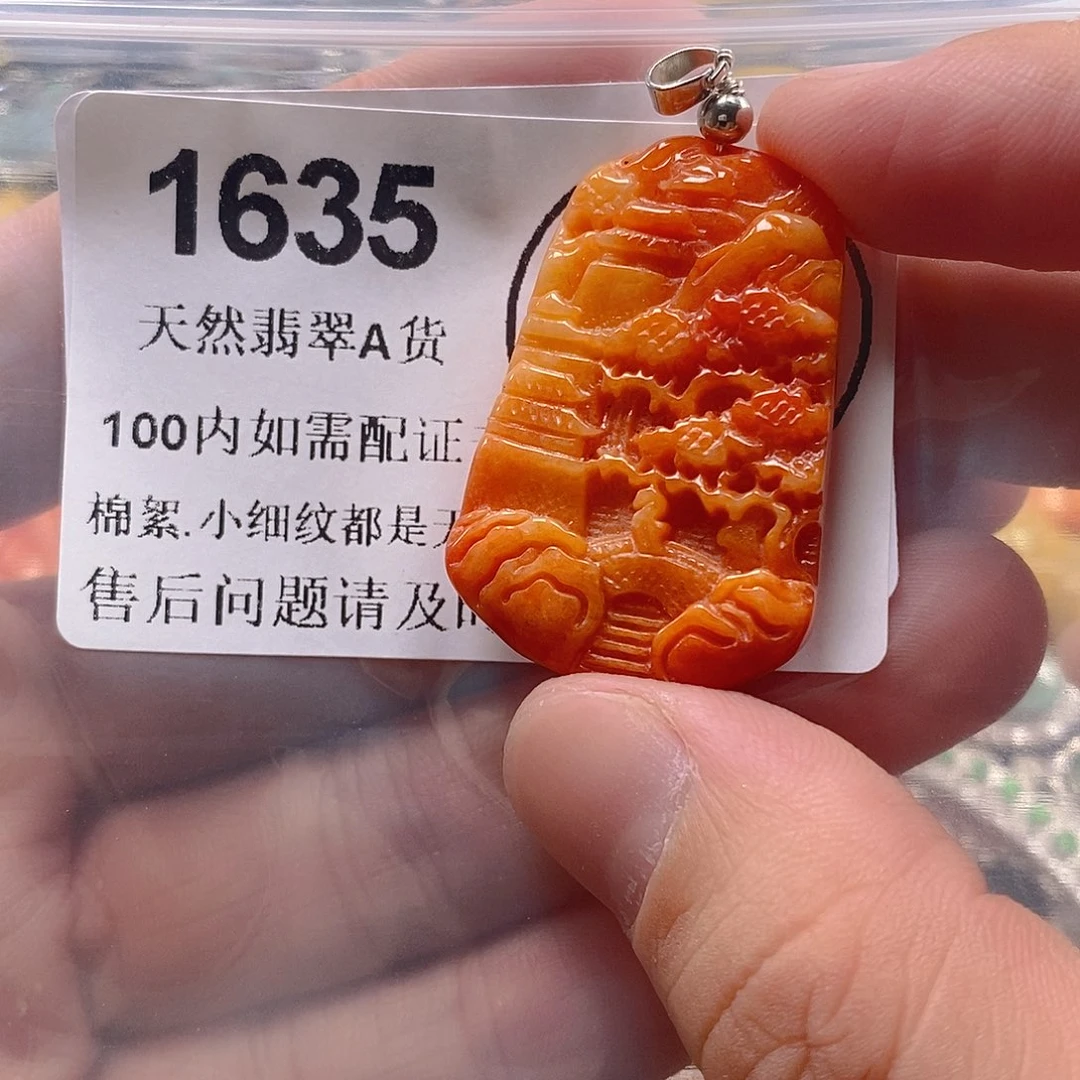 1635
天然翡翠A货
100内如需配证
棉絮.小细纹都是
售后问题请及